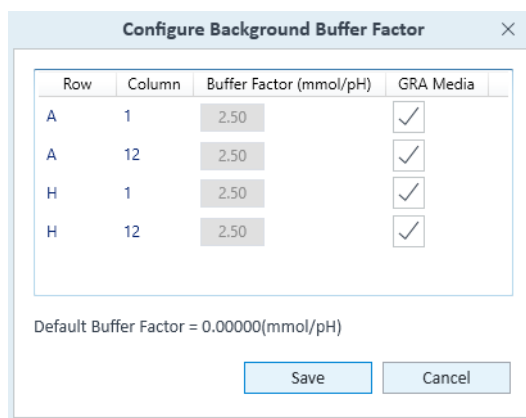 Configure Background Buffer Factor
Row Column Buffer Factor (mmol/pH) GRA Media
A 1 2.50
A 12 2.50
H 1 2.50
H 12 2.50
Default Buffer Factor = 0.00000(mmol/pH)
Save Cancel